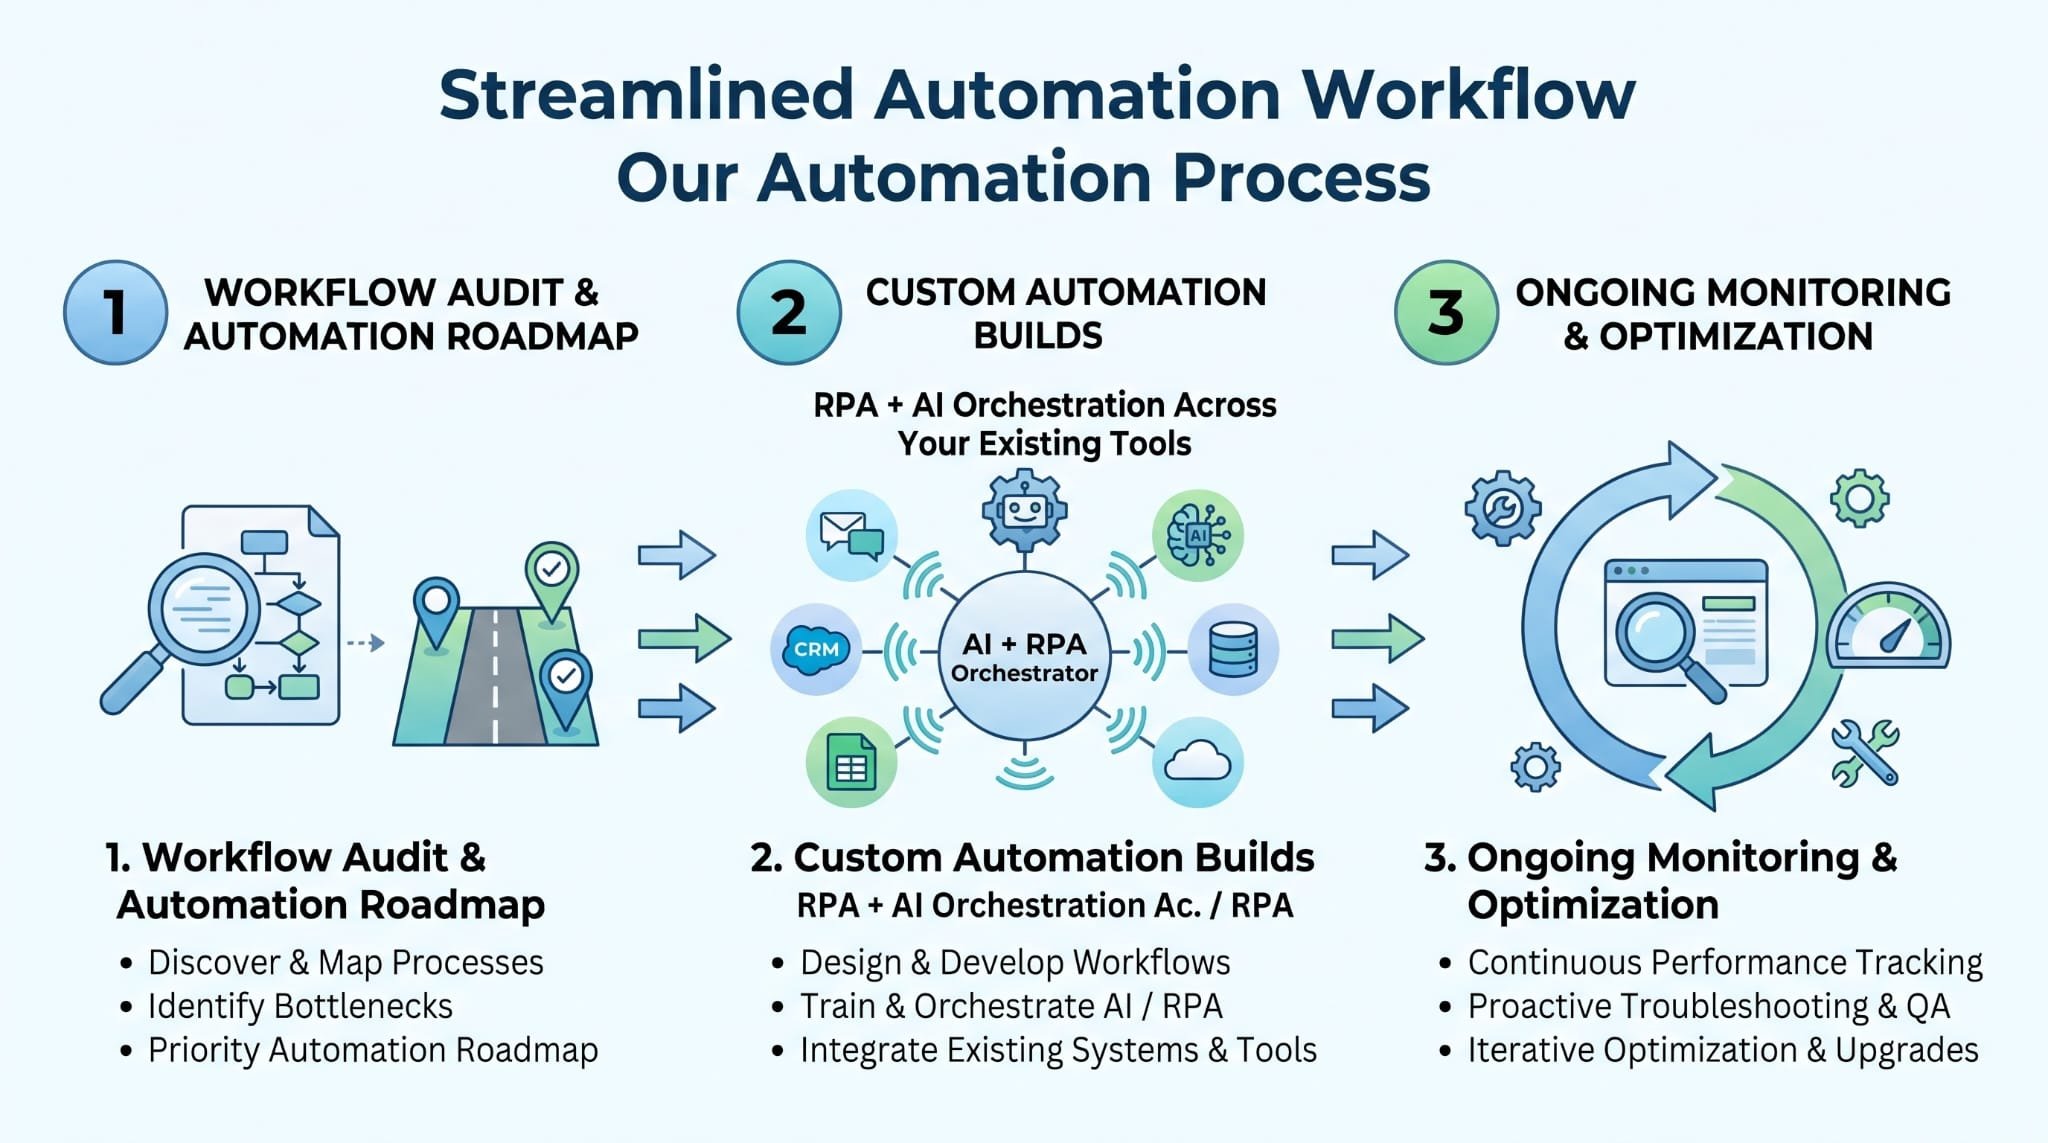 Streamlined Automation Workflow
Our Automation Process
1
WORKFLOW AUDIT &
AUTOMATION ROADMAP
2
CUSTOM AUTOMATION
BUILDS
RPA + AI Orchestration Across
Your Existing Tools
3
ONGOING MONITORING
& OPTIMIZATION
AI
CRM
AI + RPA
Orchestrator
1. Workflow Audit &
Automation Roadmap
• Discover & Map Processes
• Identify Bottlenecks
• Priority Automation Roadmap
2. Custom Automation Builds
RPA + AI Orchestration Ac. / RPA
• Design & Develop Workflows
• Train & Orchestrate AI / RPA
• Integrate Existing Systems & Tools
3. Ongoing Monitoring &
Optimization
• Continuous Performance Tracking
• Proactive Troubleshooting & QA
• Iterative Optimization & Upgrades